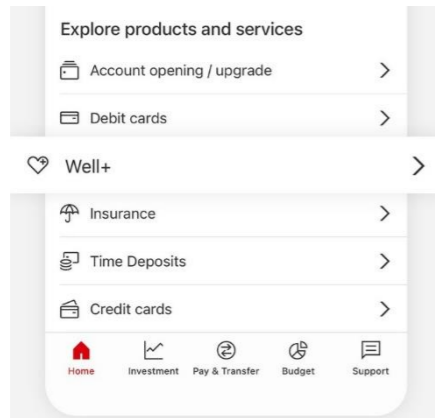 Explore products and services
Account opening / upgrade
Debit cards
Well+
Insurance
Time Deposits
Credit cards
Home Investment Pay & Transfer Budget Support